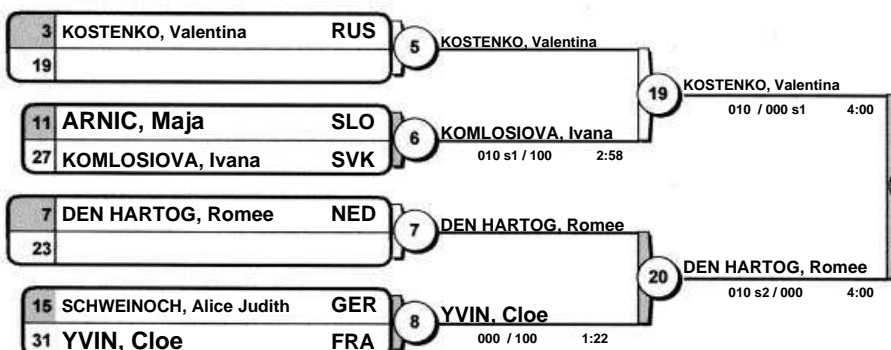 3 KOSTENKO, Valentina RUS
19
5
KOSTENKO, Valentina
11 ARNIC, Maja SLO
27 KOMLOSIOVA, Ivana SVK
6
KOMLOSIOVA, Ivana
010 s1 / 100 2:58
19
KOSTENKO, Valentina
010 / 000 s1 4:00
7 DEN HARTOG, Romee NED
23
7
DEN HARTOG, Romee
15 SCHWEINOCH, Alice Judith GER
31 YVIN, Cloe FRA
8
YVIN, Cloe
000 / 100 1:22
20
DEN HARTOG, Romee
010 s2 / 000 4:00